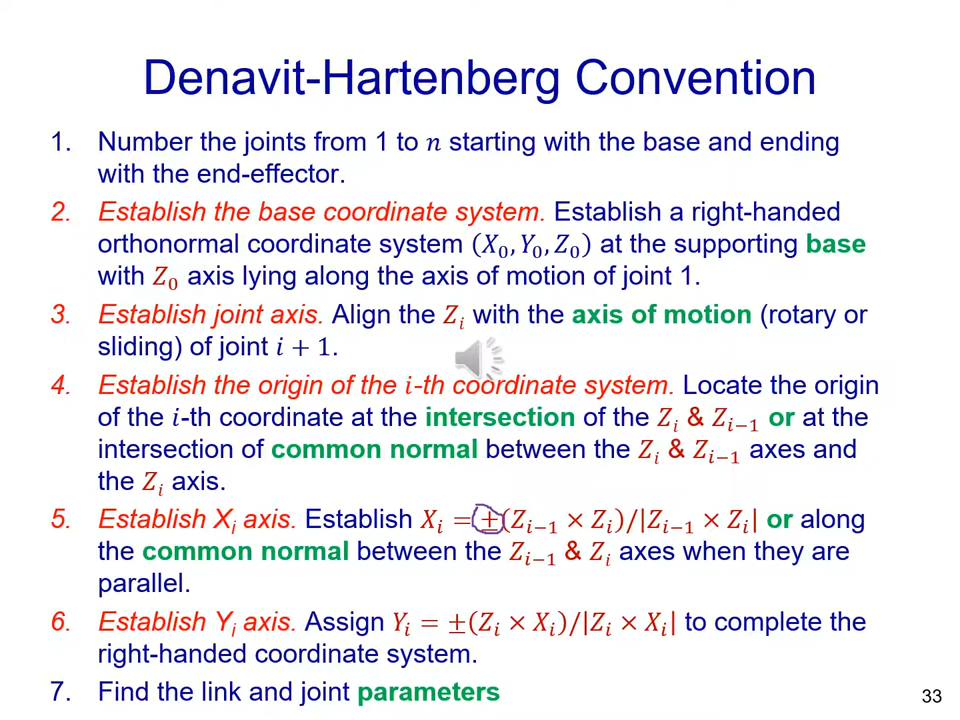 Denavit-Hartenberg Convention
1. Number the joints from 1 to n starting with the base and ending
with the end-effector.
2. Establish the base coordinate system. Establish a right-handed
orthonormal coordinate system (X₀, Y₀, Z₀) at the supporting base
with Z₀ axis lying along the axis of motion of joint 1.
3. Establish joint axis. Align the Zᵢ with the axis of motion (rotary or
sliding) of joint i + 1.
4. Establish the origin of the i-th coordinate system. Locate the origin
of the i-th coordinate at the intersection of the Zᵢ & Zᵢ₋₁ or at the
intersection of common normal between the Zᵢ & Zᵢ₋₁ axes and
the Zᵢ axis.
5. Establish Xᵢ axis. Establish Xᵢ = ±(Zᵢ₋₁ × Zᵢ)/|Zᵢ₋₁ × Zᵢ| or along
the common normal between the Zᵢ₋₁ & Zᵢ axes when they are
parallel.
6. Establish Yᵢ axis. Assign Yᵢ = ±(Zᵢ × Xᵢ)/|Zᵢ × Xᵢ| to complete the
right-handed coordinate system.
7. Find the link and joint parameters
33